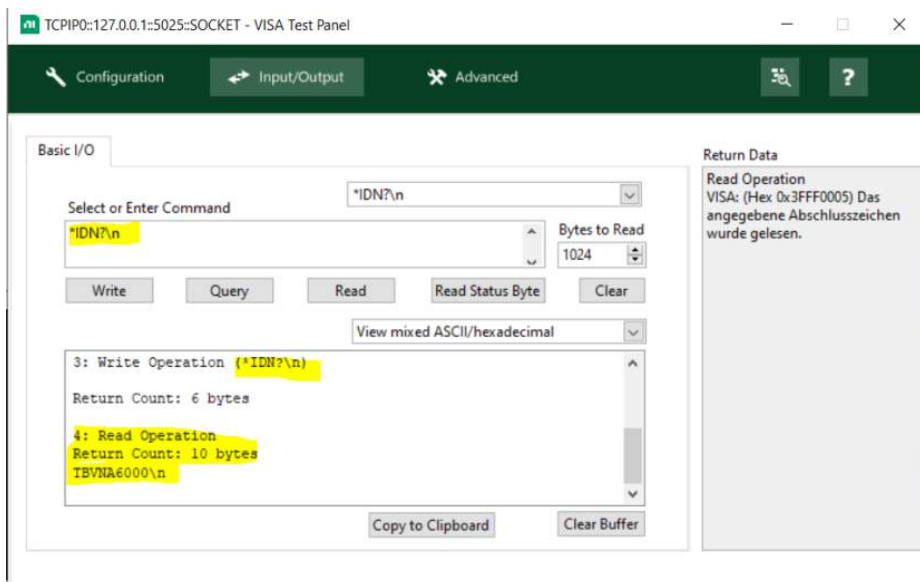 TCPIP0::127.0.0.1::5025::SOCKET - VISA Test Panel
Configuration
Input/Output
Advanced
?
Basic I/O
Select or Enter Command
*IDN?\n
*IDN?\n
Bytes to Read
1024
Write
Query
Read
Read Status Byte
Clear
View mixed ASCII/hexadecimal
3: Write Operation (*IDN?\n)
Return Count: 6 bytes
4: Read Operation
Return Count: 10 bytes
TBVNA6000\n
Copy to Clipboard
Clear Buffer
Return Data
Read Operation
VISA: (Hex 0x3FFF0005) Das
angegebene Abschlusszeichen
wurde gelesen.